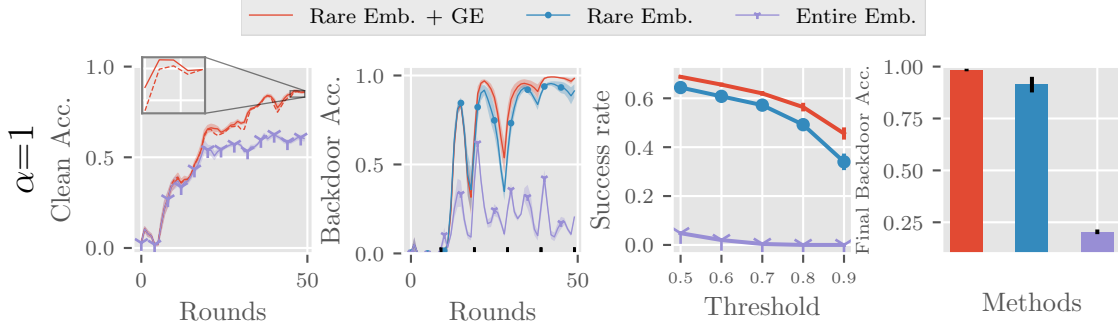 Rare Emb. + GE Rare Emb. Entire Emb.
α=1
Clean Acc.
1.0
0.5
0.0
0 50
Rounds
Backdoor Acc.
1.0
0.5
0.0
0 50
Rounds
Success rate
0.6
0.4
0.2
0.0
0.5 0.6 0.7 0.8 0.9
Threshold
Final Backdoor Acc.
1.00
0.75
0.50
0.25
Methods